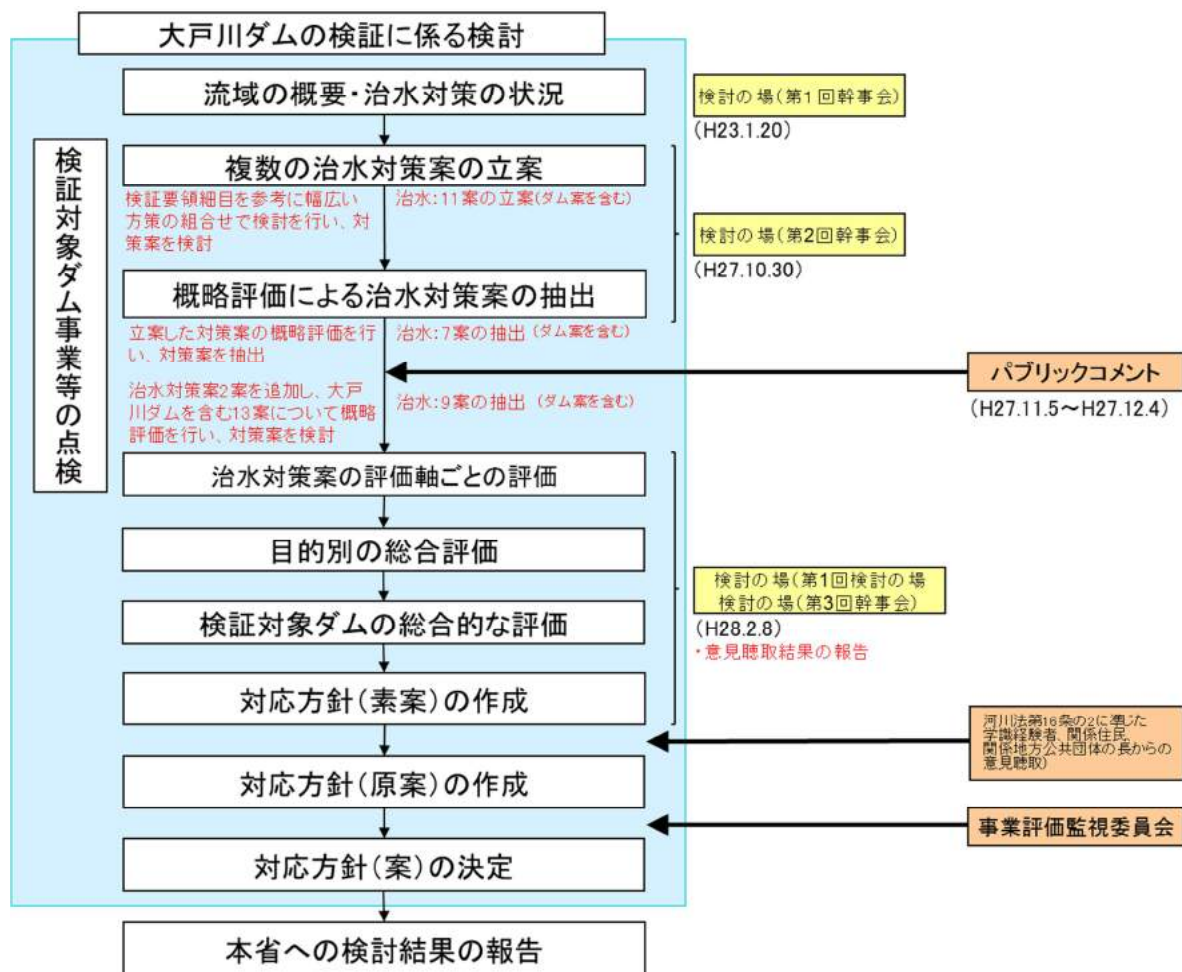 大戸川ダムの検証に係る検討
流域の概要・治水対策の状況
検討の場(第1回幹事会)
(H23.1.20)
検証対象ダム事業等の点検
複数の治水対策案の立案
検証要領細目を参考に幅広い
方策の組合せで検討を行い、対
策案を検討
治水:11案の立案(ダム案を含む)
検討の場(第2回幹事会)
(H27.10.30)
概略評価による治水対策案の抽出
立案した対策案の概略評価を行
い、対策案を抽出
治水:7案の抽出 (ダム案を含む)
パブリックコメント
(H27.11.5～H27.12.4)
治水対策案2案を追加し、大戸
川ダムを含む13案について概略
評価を行い、対策案を検討
治水:9案の抽出 (ダム案を含む)
治水対策案の評価軸ごとの評価
目的別の総合評価
検討の場(第1回検討の場
検討の場(第3回幹事会)
(H28.2.8)
・意見聴取結果の報告
検証対象ダムの総合的な評価
対応方針(素案)の作成
河川法第16条の2に準じた
学識経験者、関係住民、
関係地方公共団体の長からの
意見聴取)
対応方針(原案)の作成
事業評価監視委員会
対応方針(案)の決定
本省への検討結果の報告